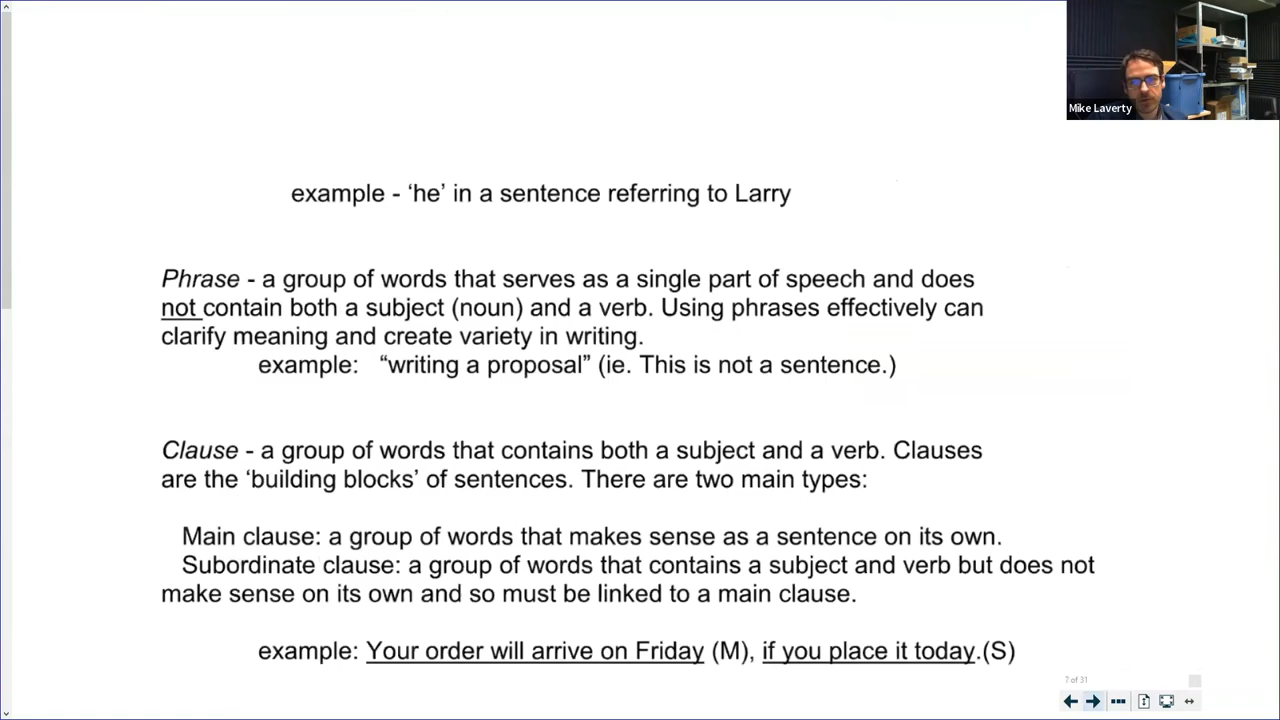 Mike Laverty
example - ‘he’ in a sentence referring to Larry
Phrase - a group of words that serves as a single part of speech and does
not contain both a subject (noun) and a verb. Using phrases effectively can
clarify meaning and create variety in writing.
example: “writing a proposal” (ie. This is not a sentence.)
Clause - a group of words that contains both a subject and a verb. Clauses
are the ‘building blocks’ of sentences. There are two main types:
Main clause: a group of words that makes sense as a sentence on its own.
Subordinate clause: a group of words that contains a subject and verb but does not
make sense on its own and so must be linked to a main clause.
example: Your order will arrive on Friday (M), if you place it today.(S)
7 of 31